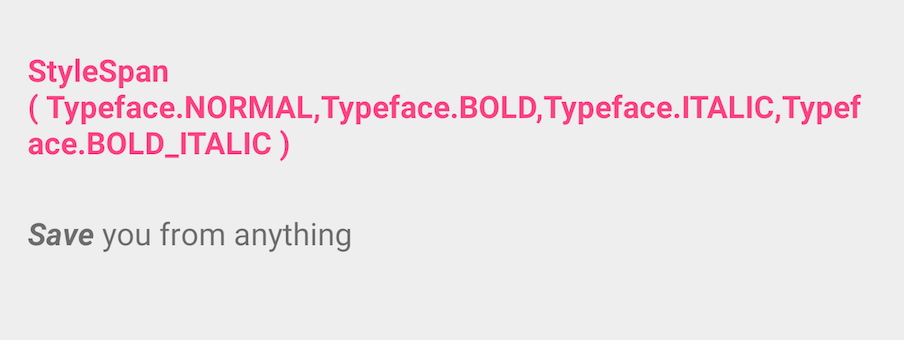 StyleSpan
( Typeface.NORMAL,Typeface.BOLD,Typeface.ITALIC,Typef
ace.BOLD_ITALIC )
Save you from anything